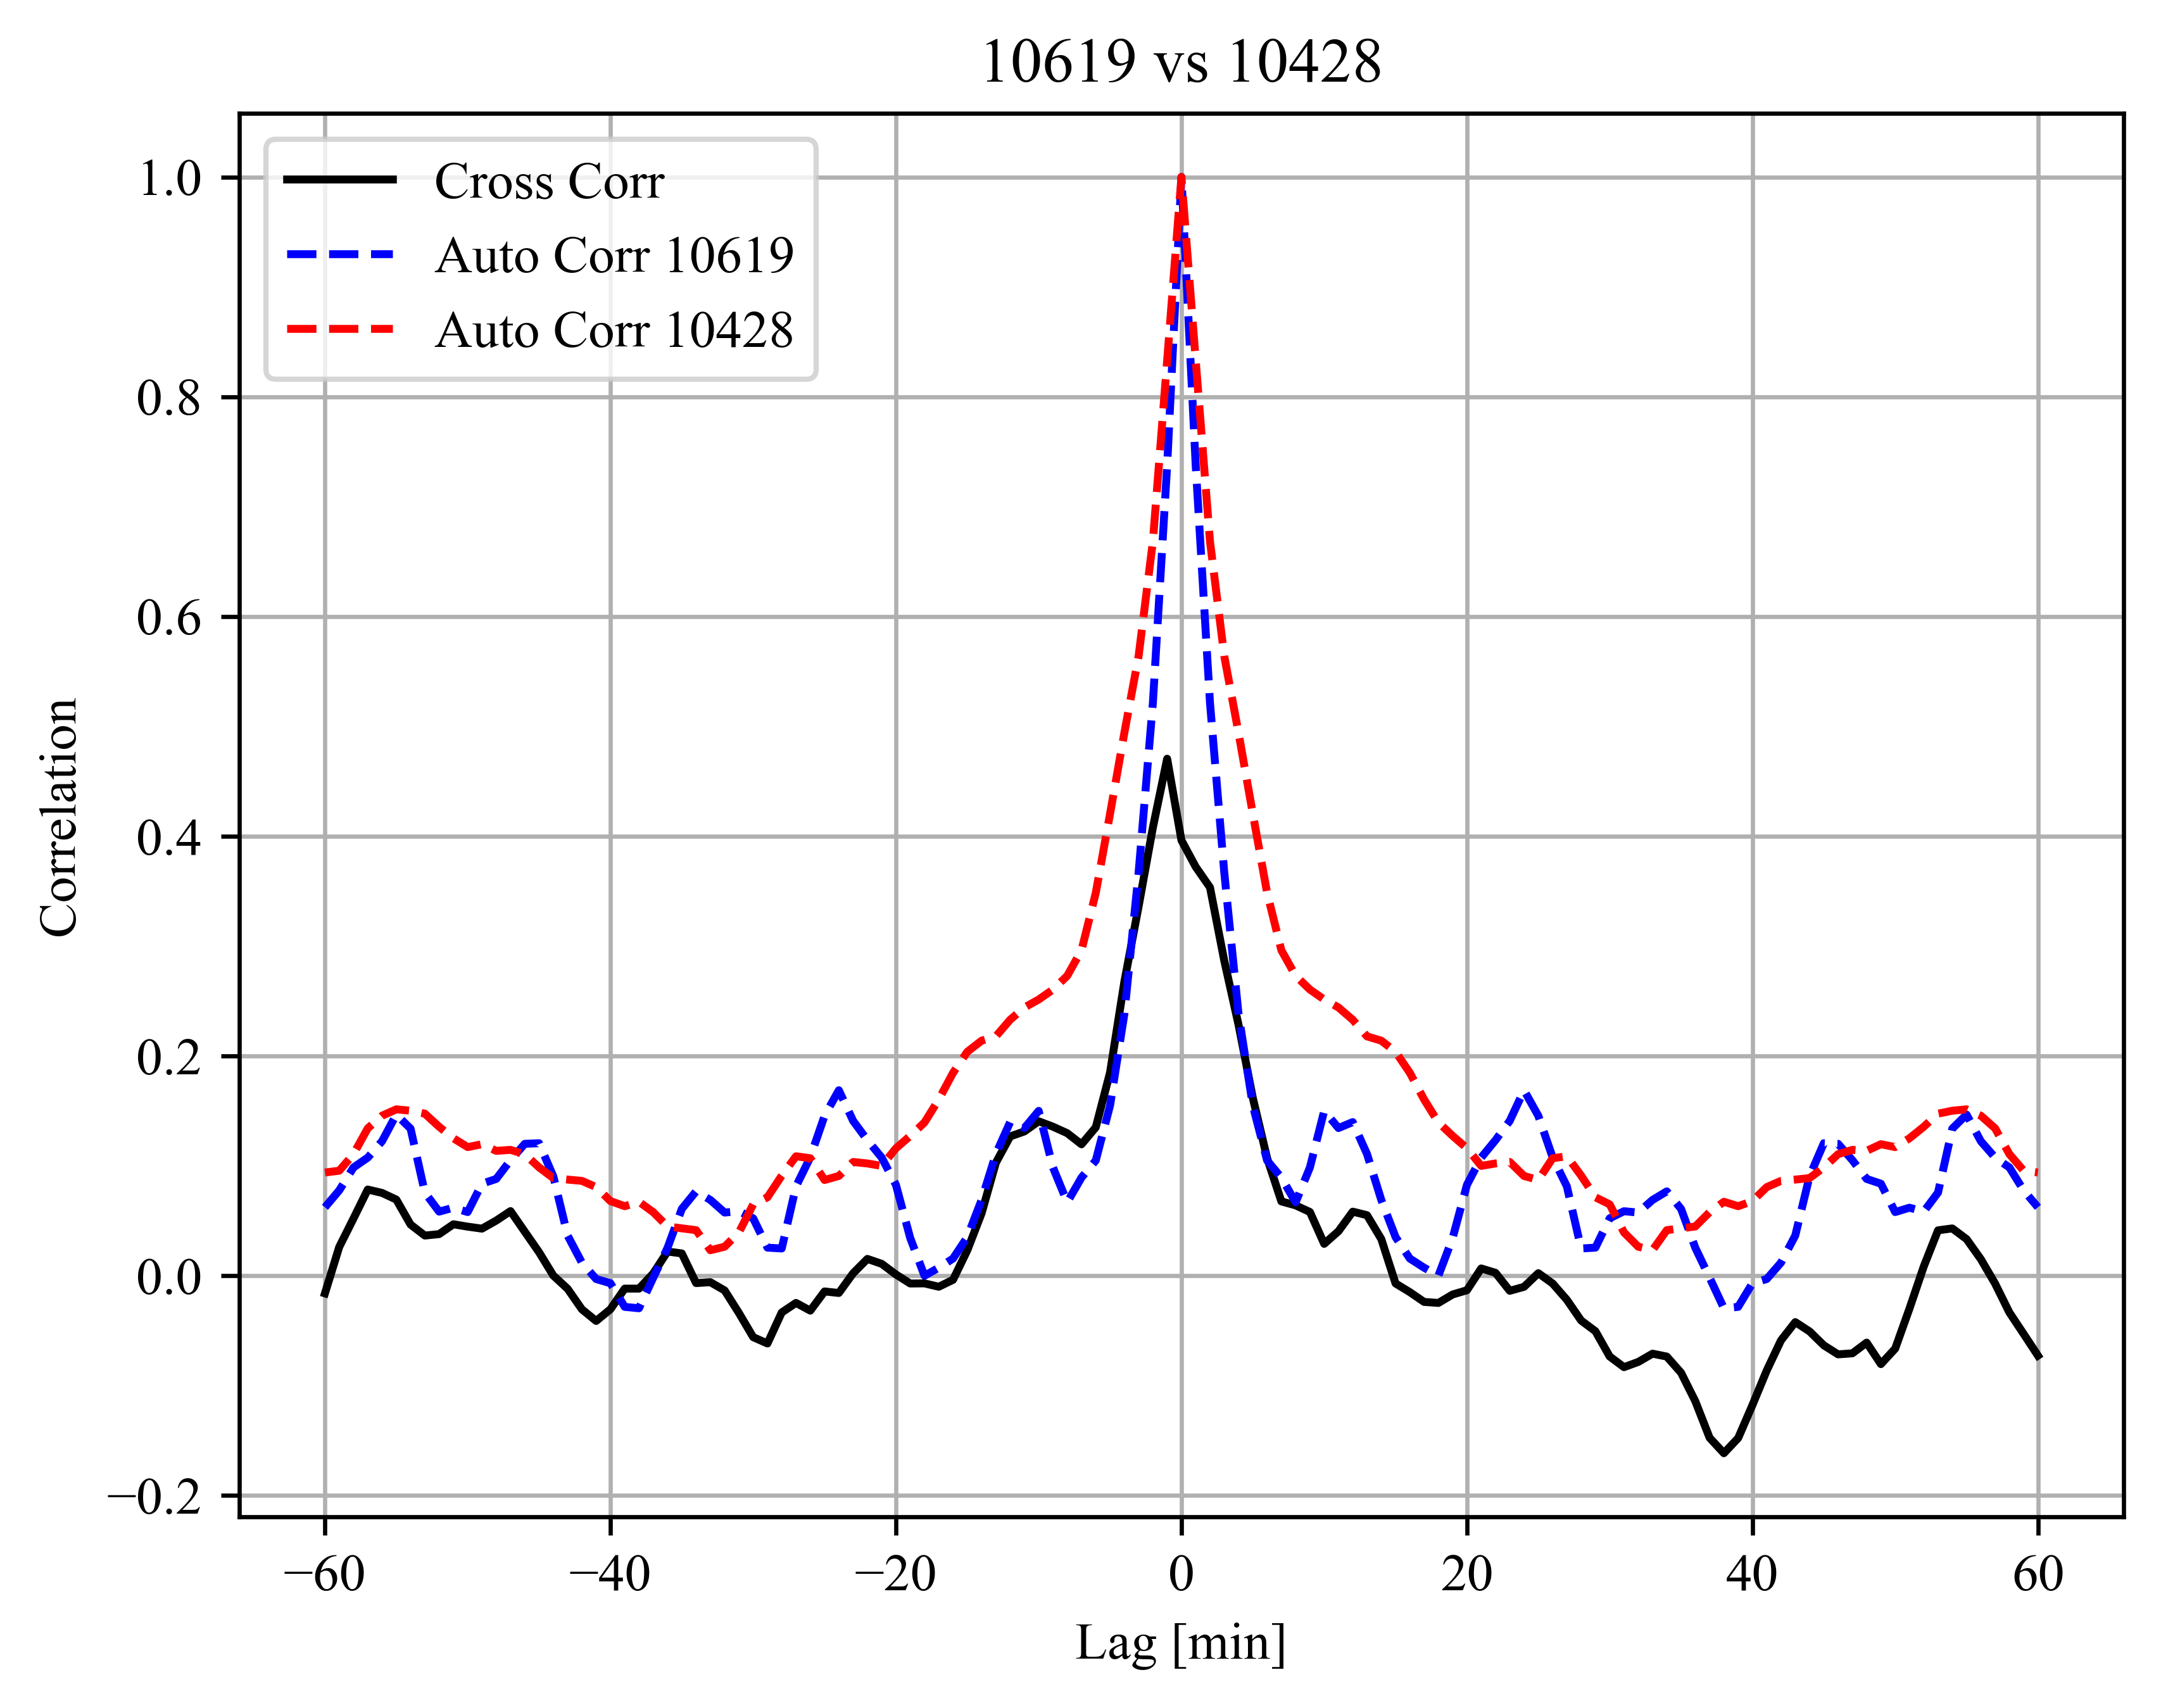 10619 vs 10428
Cross Corr
Auto Corr 10619
Auto Corr 10428
1.0
0.8
0.6
0.4
0.2
0.0
−0.2
Correlation
−60
−40
−20
0
20
40
60
Lag [min]